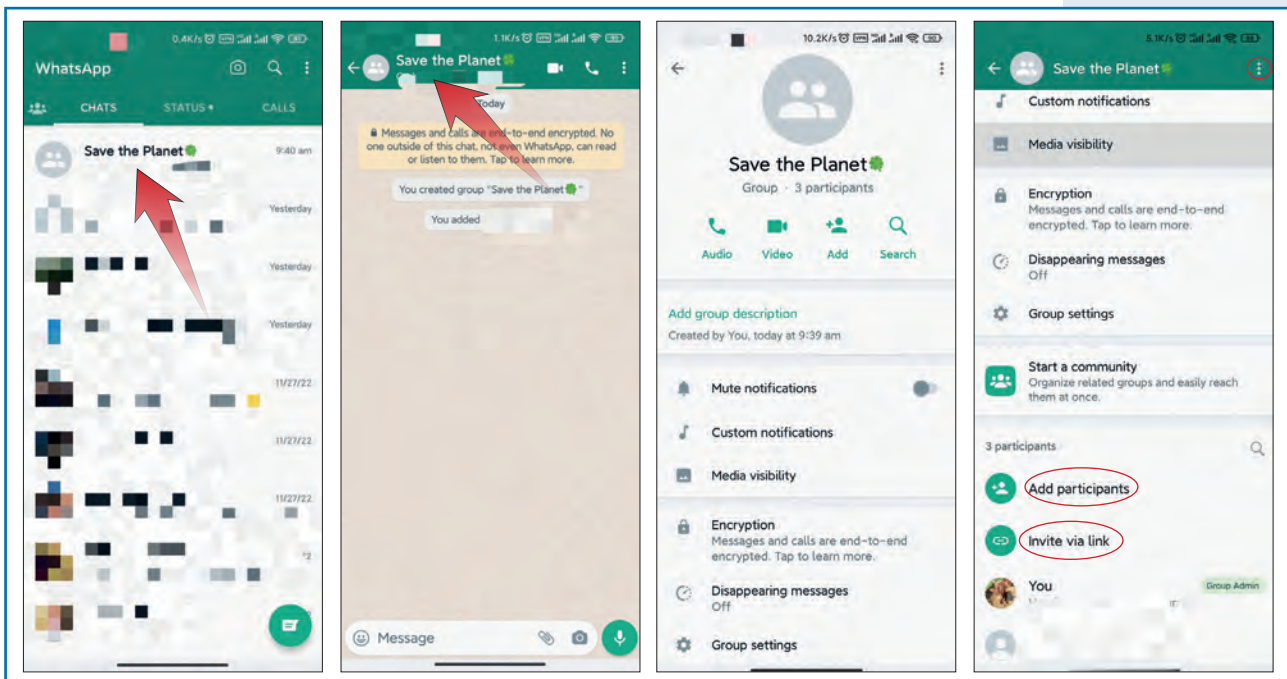 0.4K/s
WhatsApp
CHATS STATUS CALLS
Save the Planet 9:40 am
Yesterday
Yesterday
Yesterday
11/27/22
11/27/22
11/27/22
1.1K/s
Save the Planet
Today
Messages and calls are end-to-end encrypted. No
one outside of this chat, not even WhatsApp, can read
or listen to them. Tap to learn more.
You created group "Save the Planet"
You added
Message
10.2K/s
Save the Planet
Group · 3 participants
Audio Video Add Search
Add group description
Created by You, today at 9:39 am
Mute notifications
Custom notifications
Media visibility
Encryption
Messages and calls are end-to-end
encrypted. Tap to learn more.
Disappearing messages
Off
Group settings
5.1K/s
Save the Planet
Custom notifications
Media visibility
Encryption
Messages and calls are end-to-end
encrypted. Tap to learn more.
Disappearing messages
Off
Group settings
Start a community
Organize related groups and easily reach
them at once.
3 participants
Add participants
Invite via link
You Group Admin